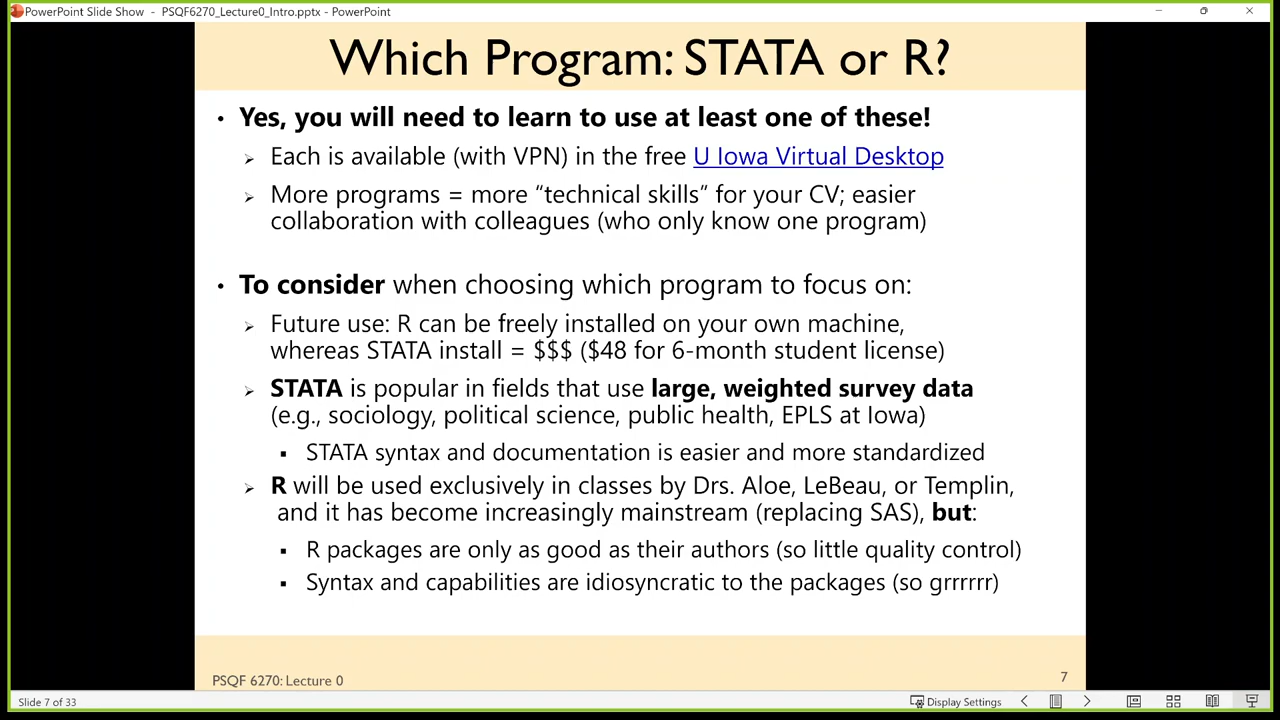 PowerPoint Slide Show - PSQF6270_Lecture0_Intro.pptx - PowerPoint
Which Program: STATA or R?
• Yes, you will need to learn to use at least one of these!
➢ Each is available (with VPN) in the free U Iowa Virtual Desktop
➢ More programs = more “technical skills” for your CV; easier
collaboration with colleagues (who only know one program)
• To consider when choosing which program to focus on:
➢ Future use: R can be freely installed on your own machine,
whereas STATA install = $$$ ($48 for 6-month student license)
➢ STATA is popular in fields that use large, weighted survey data
(e.g., sociology, political science, public health, EPLS at Iowa)
▪ STATA syntax and documentation is easier and more standardized
➢ R will be used exclusively in classes by Drs. Aloe, LeBeau, or Templin,
and it has become increasingly mainstream (replacing SAS), but:
▪ R packages are only as good as their authors (so little quality control)
▪ Syntax and capabilities are idiosyncratic to the packages (so grrrrrr)
PSQF 6270: Lecture 0
7
Slide 7 of 33
Display Settings